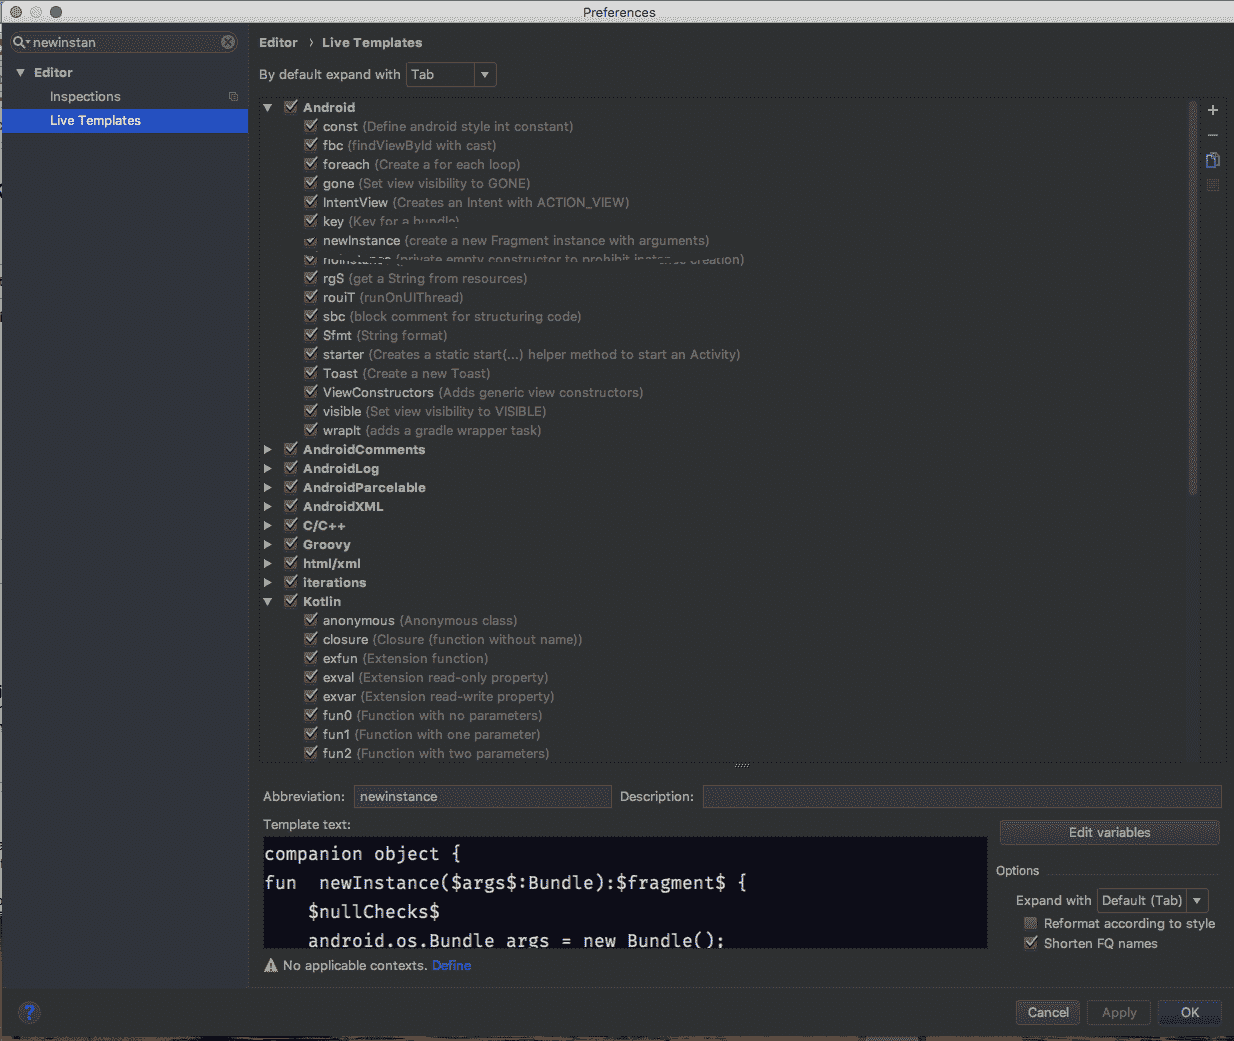 Preferences
newinstan
Editor
Inspections
Live Templates
Editor › Live Templates
By default expand with Tab
Android
const (Define android style int constant)
fbc (findViewById with cast)
foreach (Create a for each loop)
gone (Set view visibility to GONE)
IntentView (Creates an Intent with ACTION_VIEW)
key (Key for a bundle)
newInstance (create a new Fragment instance with arguments)
noInstance (private empty constructor to prohibit instance creation)
rgS (get a String from resources)
rouiT (runOnUIThread)
sbc (block comment for structuring code)
Sfmt (String format)
starter (Creates a static start(...) helper method to start an Activity)
Toast (Create a new Toast)
ViewConstructors (Adds generic view constructors)
visible (Set view visibility to VISIBLE)
wrapIt (adds a gradle wrapper task)
AndroidComments
AndroidLog
AndroidParcelable
AndroidXML
C/C++
Groovy
html/xml
iterations
Kotlin
anonymous (Anonymous class)
closure (Closure (function without name))
exfun (Extension function)
exval (Extension read-only property)
exvar (Extension read-write property)
fun0 (Function with no parameters)
fun1 (Function with one parameter)
fun2 (Function with two parameters)
Abbreviation: newinstance Description:
Template text:
companion object {
fun  newInstance($args$:Bundle):$fragment$ {
    $nullChecks$
    android.os.Bundle args = new Bundle();
Edit variables
Options
Expand with Default (Tab)
Reformat according to style
Shorten FQ names
No applicable contexts. Define
?
Cancel Apply OK